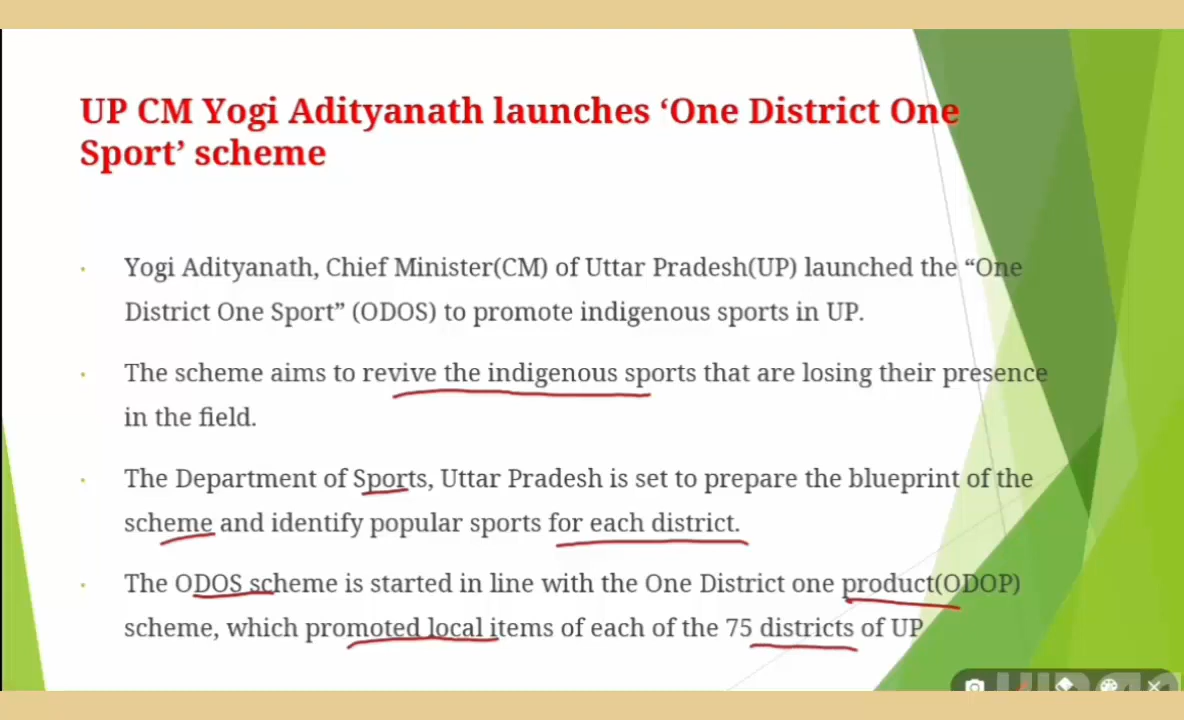 UP CM Yogi Adityanath launches ‘One District One
Sport’ scheme
Yogi Adityanath, Chief Minister(CM) of Uttar Pradesh(UP) launched the “One
District One Sport” (ODOS) to promote indigenous sports in UP.
The scheme aims to revive the indigenous sports that are losing their presence
in the field.
The Department of Sports, Uttar Pradesh is set to prepare the blueprint of the
scheme and identify popular sports for each district.
The ODOS scheme is started in line with the One District one product(ODOP)
scheme, which promoted local items of each of the 75 districts of UP